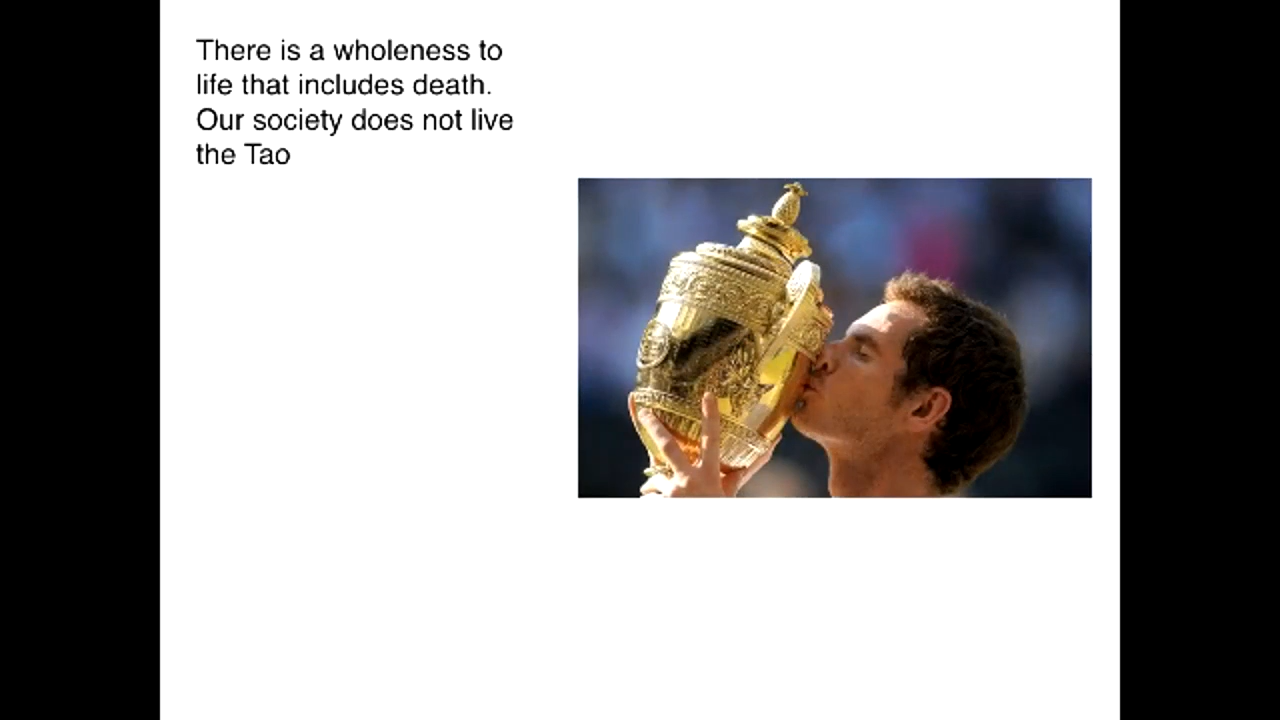 There is a wholeness to
life that includes death.
Our society does not live
the Tao